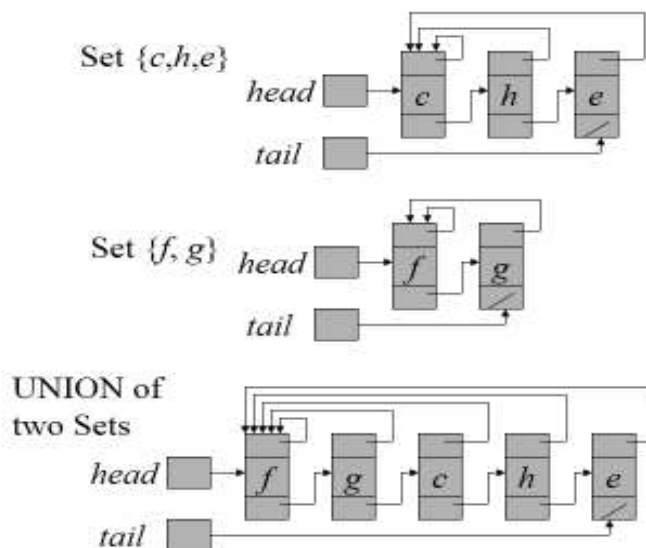 Set {c,h,e}
head
c h e
tail
Set {f, g}
head
f g
tail
UNION of
two Sets
head
f g c h e
tail